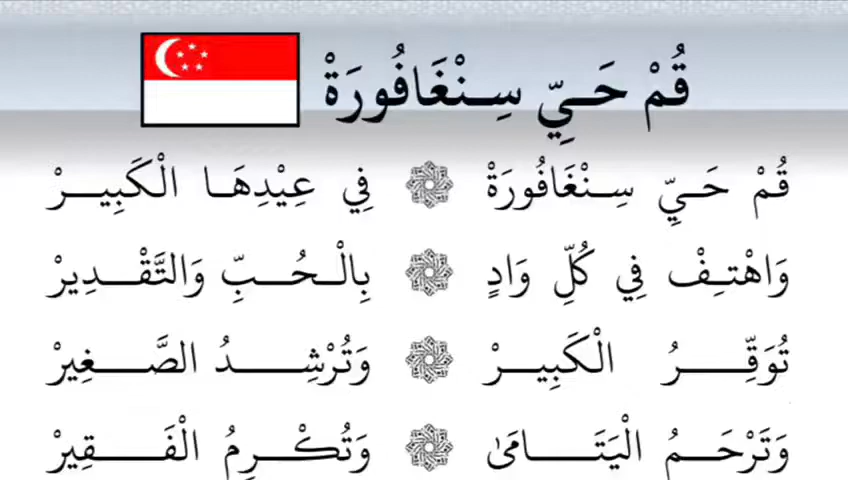 قُمْ حَيِّ سِنْغَافُورَةْ
قُمْ حَيِّ سِنْغَافُورَةْ فِي عِيْدِهَا الْكَبِيرْ
وَاهْتِفْ فِي كُلِّ وَادٍ بِالْحُبِّ وَالتَّقْدِيرْ
تُوَقِّرُ الْكَبِيرْ وَتُرْشِدُ الصَّغِيرْ
وَتَرْحَمُ الْيَتَامَىٰ وَتُكْرِمُ الْفَقِيرْ